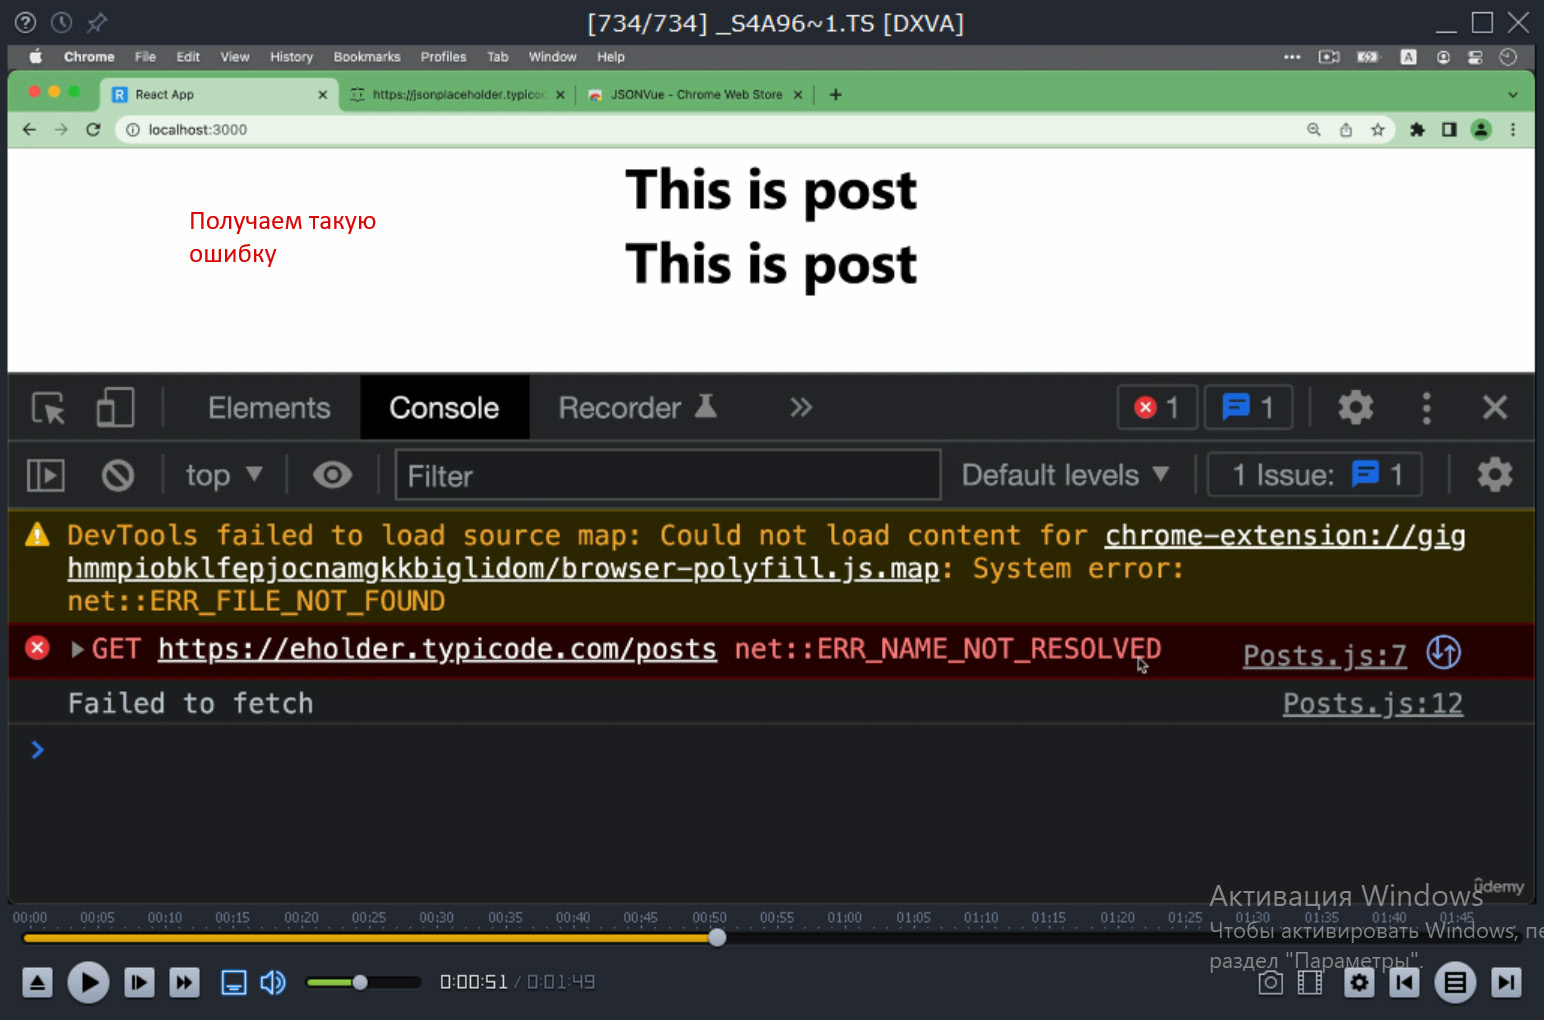 [734/734] _S4A96~1.TS [DXVA]
Chrome File Edit View History Bookmarks Profiles Tab Window Help
React App
https://jsonplaceholder.typico
JSONVue - Chrome Web Store
localhost:3000
This is post
Получаем такую
ошибку
This is post
Elements Console Recorder 1 1
top Filter Default levels 1 Issue: 1
DevTools failed to load source map: Could not load content for chrome-extension://gig
hmmpiobklfepjocnamgkkbiglidom/browser-polyfill.js.map: System error:
net::ERR_FILE_NOT_FOUND
GET https://eholder.typicode.com/posts net::ERR_NAME_NOT_RESOLVED Posts.js:7
Failed to fetch Posts.js:12
ûdemy
Активация Windows
00:00 00:05 00:10 00:15 00:20 00:25 00:30 00:35 00:40 00:45 00:50 00:55 01:00 01:05 01:10 01:15 01:20 01:25 01:30 01:35 01:40 01:45
Чтобы активировать Windows, пе
раздел "Параметры".
0:00:51 / 0:01:49